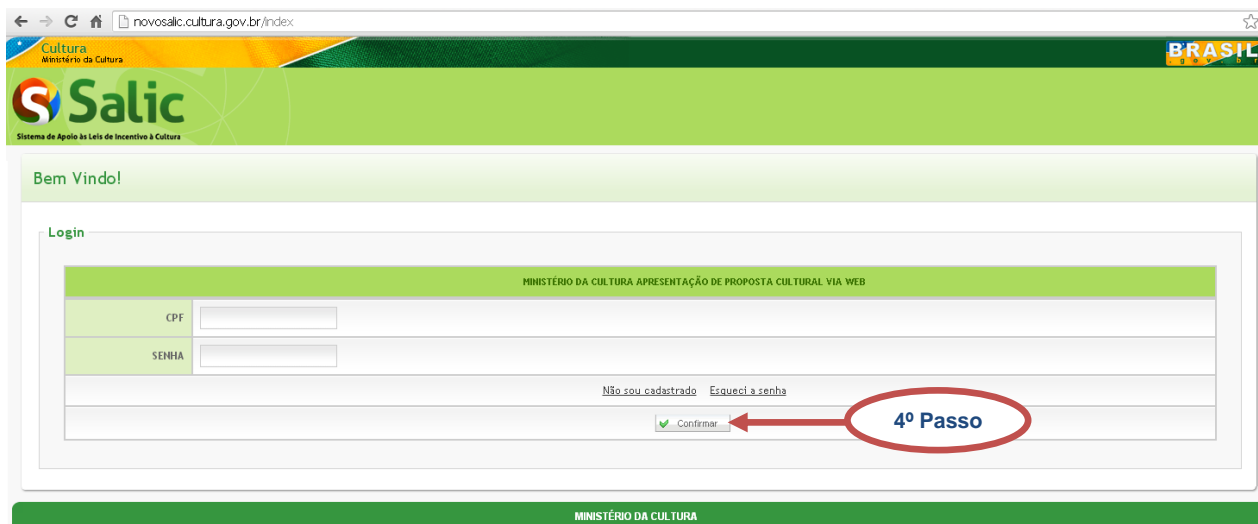 novosalic.cultura.gov.br/index
Cultura
Ministério da Cultura
BRASIL
.gov.br
Salic
Sistema de Apoio às Leis de Incentivo à Cultura
Bem Vindo!
Login
MINISTÉRIO DA CULTURA APRESENTAÇÃO DE PROPOSTA CULTURAL VIA WEB
CPF
SENHA
Não sou cadastrado Esqueci a senha
Confirmar
4º Passo
MINISTÉRIO DA CULTURA